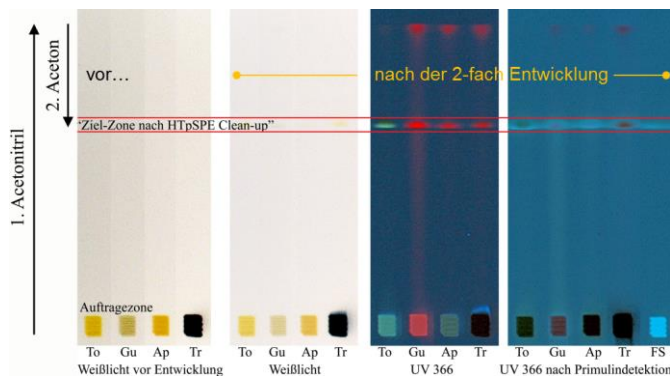 1. Acetonitril
2. Aceton
vor…
nach der 2-fach Entwicklung
"Ziel-Zone nach HTpSPE Clean-up"
Auftragezone
To Gu Ap Tr
Weißlicht vor Entwicklung
To Gu Ap Tr
Weißlicht
To Gu Ap Tr
UV 366
To Gu Ap Tr FS
UV 366 nach Primulindetektion